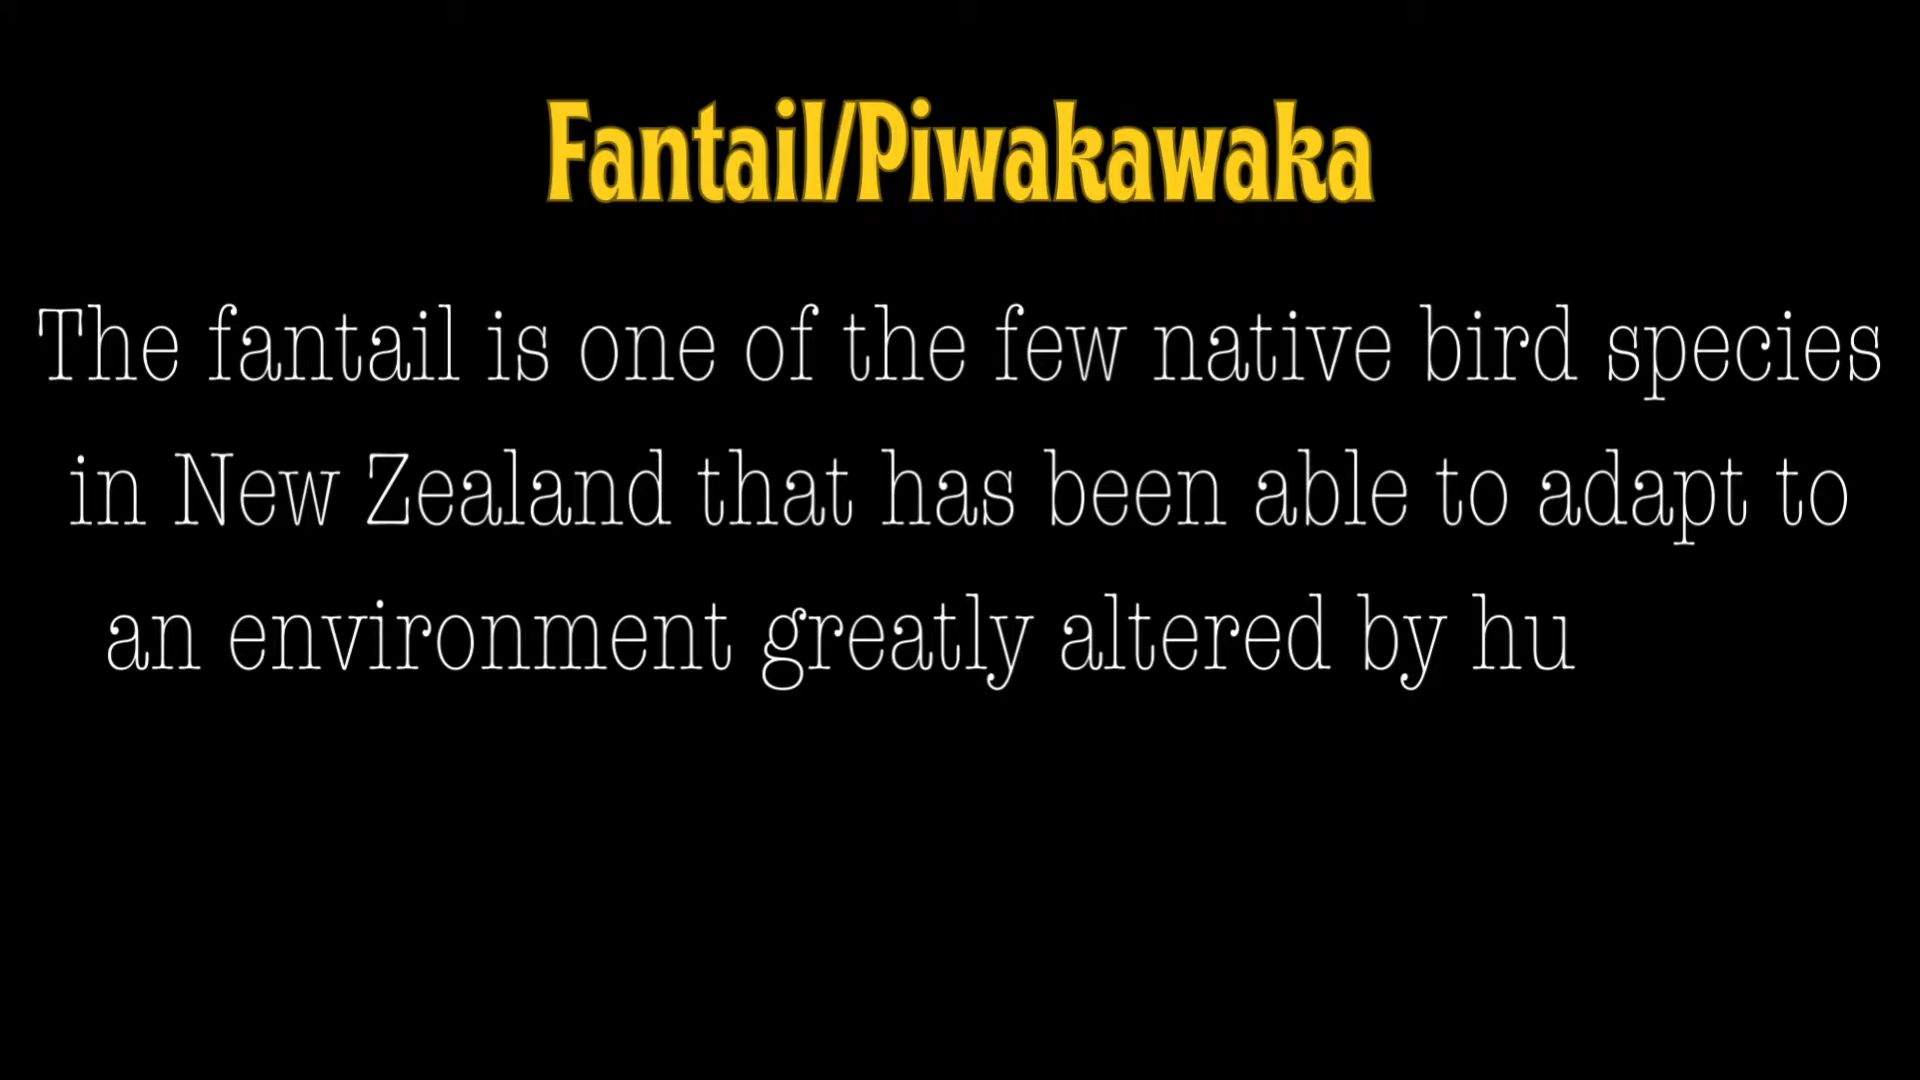 Fantail/Piwakawaka
The fantail is one of the few native bird species
in New Zealand that has been able to adapt to
an environment greatly altered by hu